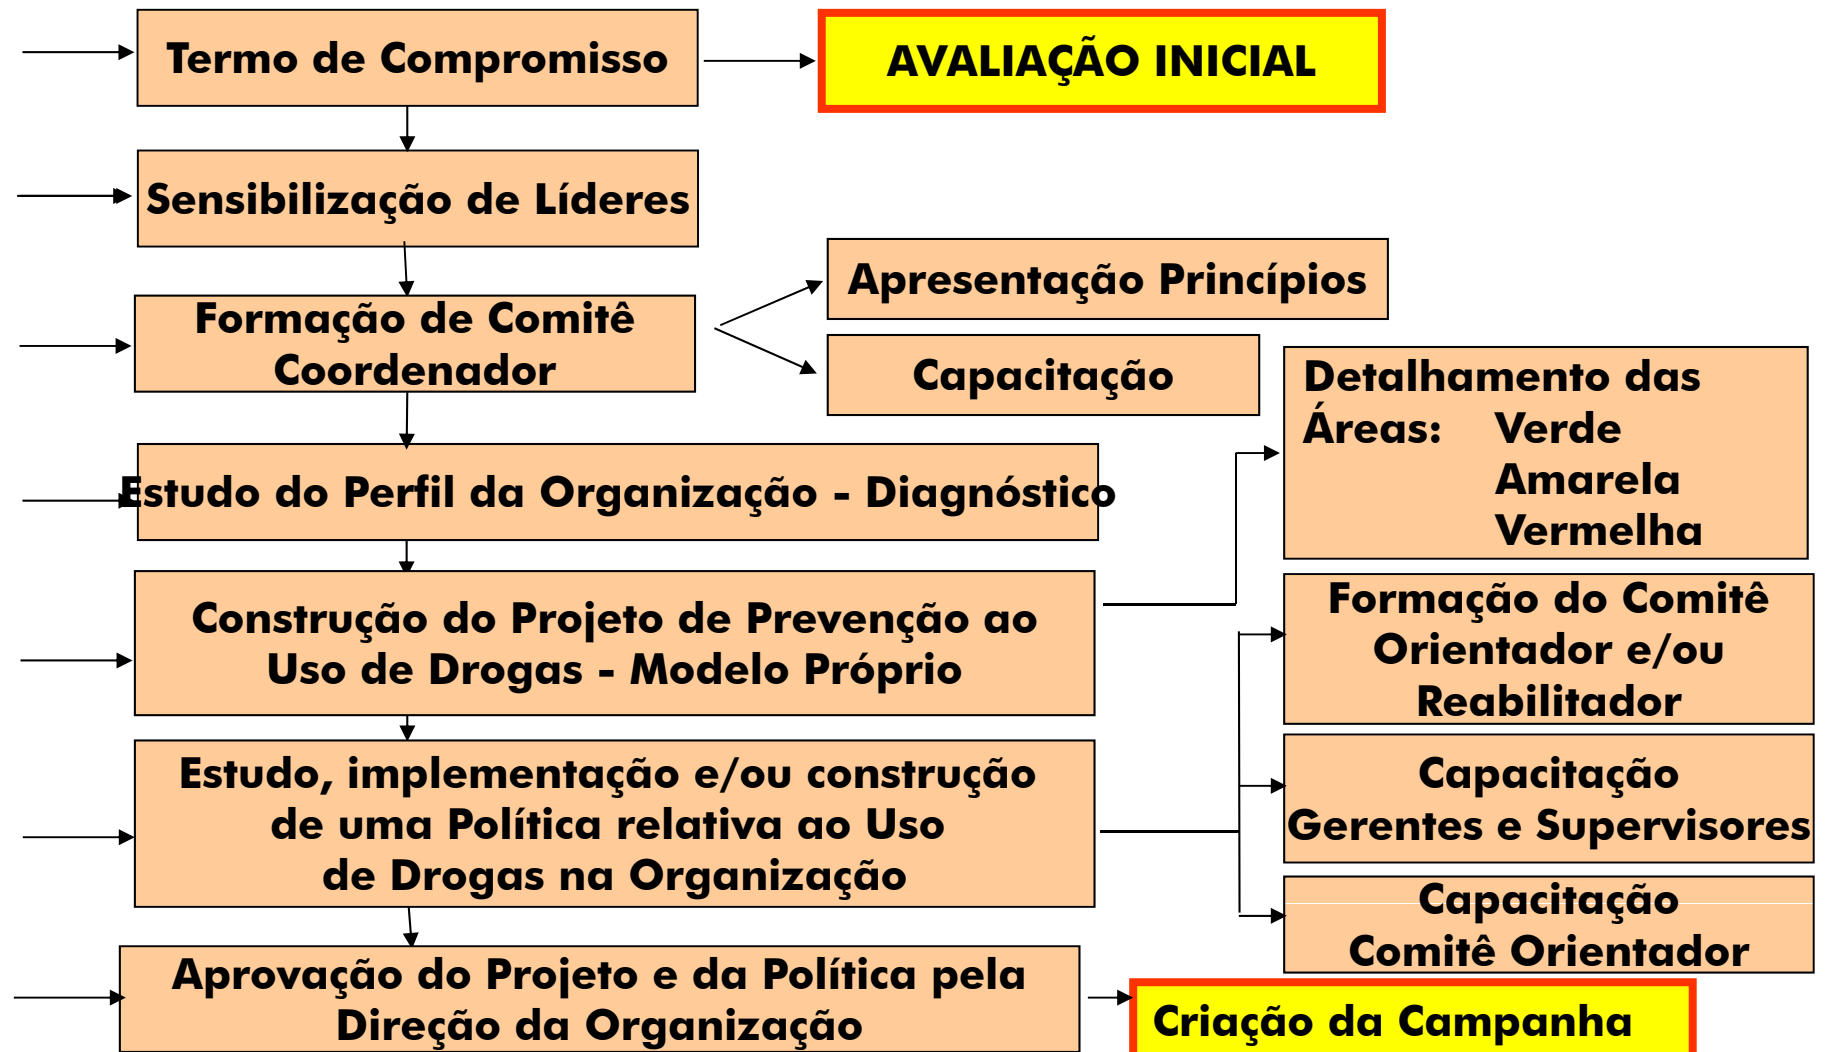 Termo de Compromisso
AVALIAÇÃO INICIAL
Sensibilização de Líderes
Formação de Comitê
Coordenador
Apresentação Princípios
Capacitação
Estudo do Perfil da Organização - Diagnóstico
Detalhamento das
Áreas: Verde
Amarela
Vermelha
Construção do Projeto de Prevenção ao
Uso de Drogas - Modelo Próprio
Formação do Comitê
Orientador e/ou
Reabilitador
Estudo, implementação e/ou construção
de uma Política relativa ao Uso
de Drogas na Organização
Capacitação
Gerentes e Supervisores
Capacitação
Comitê Orientador
Aprovação do Projeto e da Política pela
Direção da Organização
Criação da Campanha